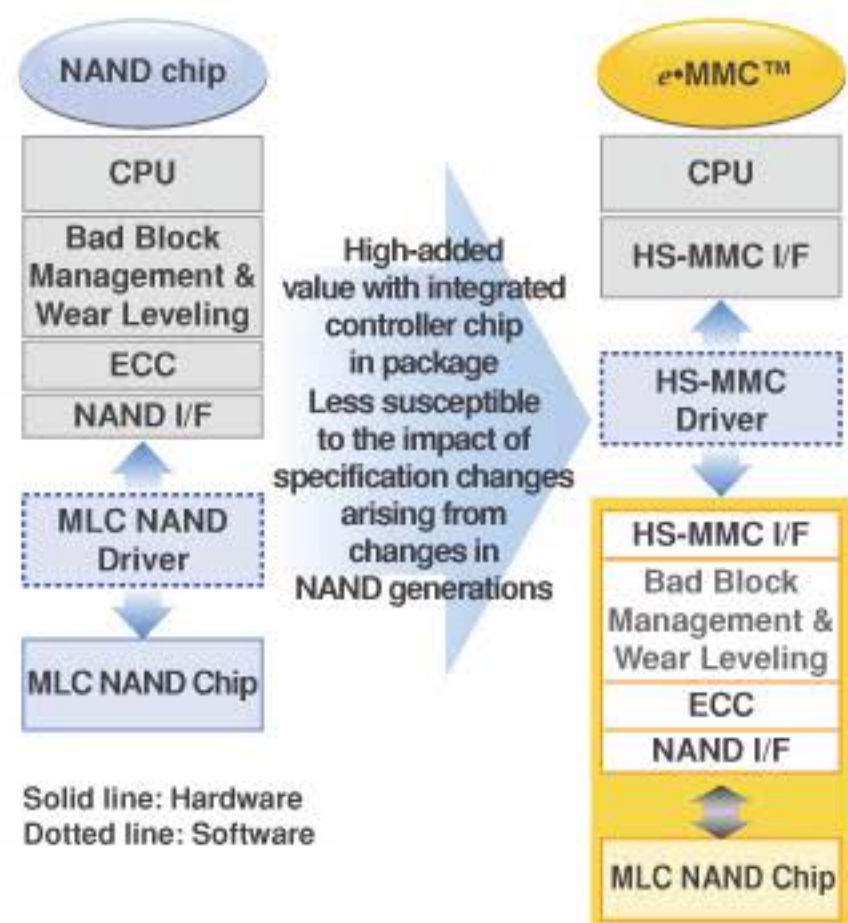 NAND chip
CPU
Bad Block
Management &
Wear Leveling
ECC
NAND I/F
MLC NAND
Driver
MLC NAND Chip
Solid line: Hardware
Dotted line: Software
High-added
value with integrated
controller chip
in package
Less susceptible
to the impact of
specification changes
arising from
changes in
NAND generations
e•MMC™
CPU
HS-MMC I/F
HS-MMC
Driver
HS-MMC I/F
Bad Block
Management &
Wear Leveling
ECC
NAND I/F
MLC NAND Chip